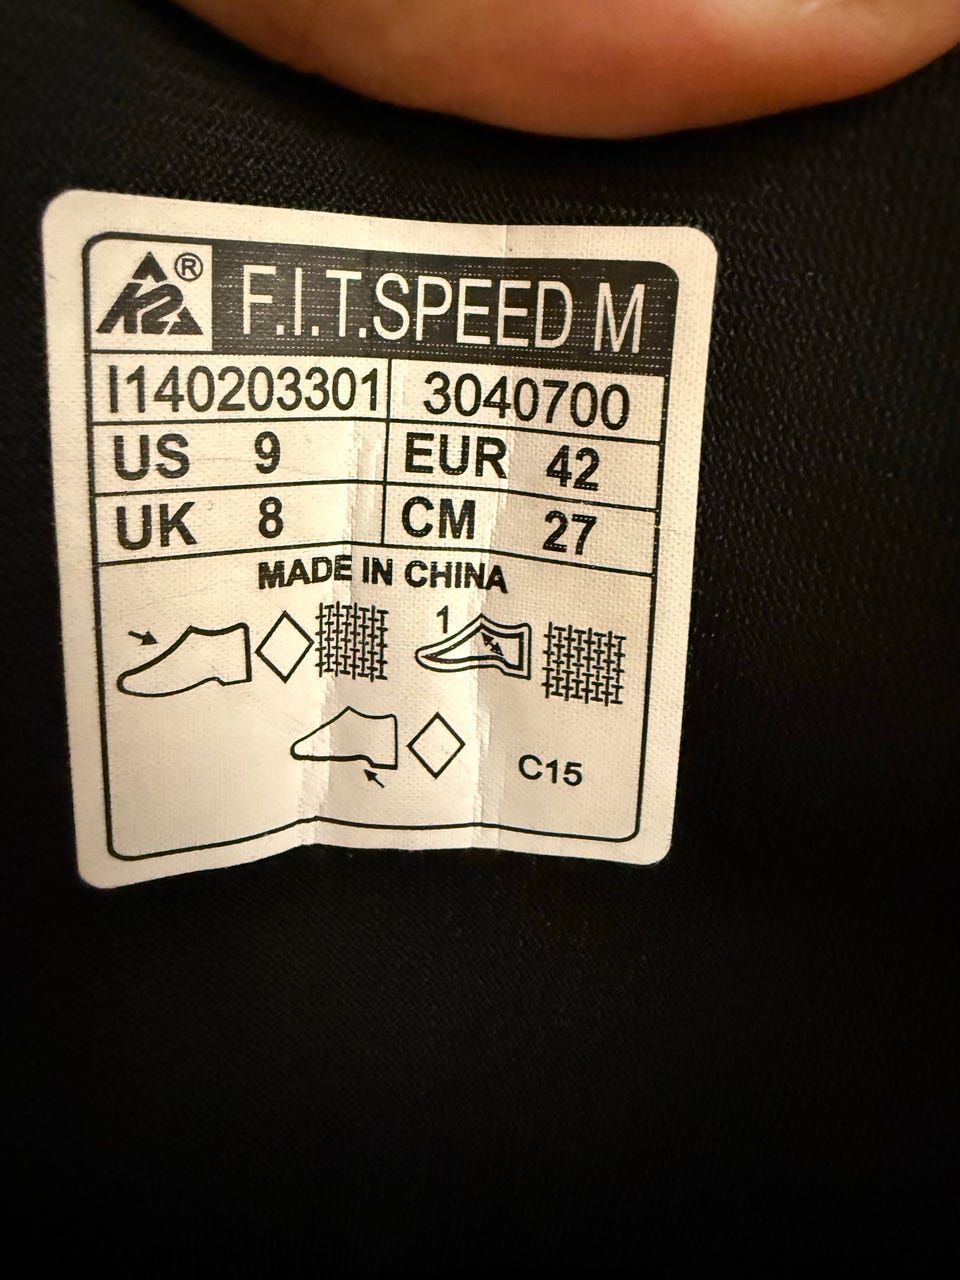 K2® F.I.T.SPEED M
I140203301 3040700
US 9 EUR 42
UK 8 CM 27
MADE IN CHINA
1
C15